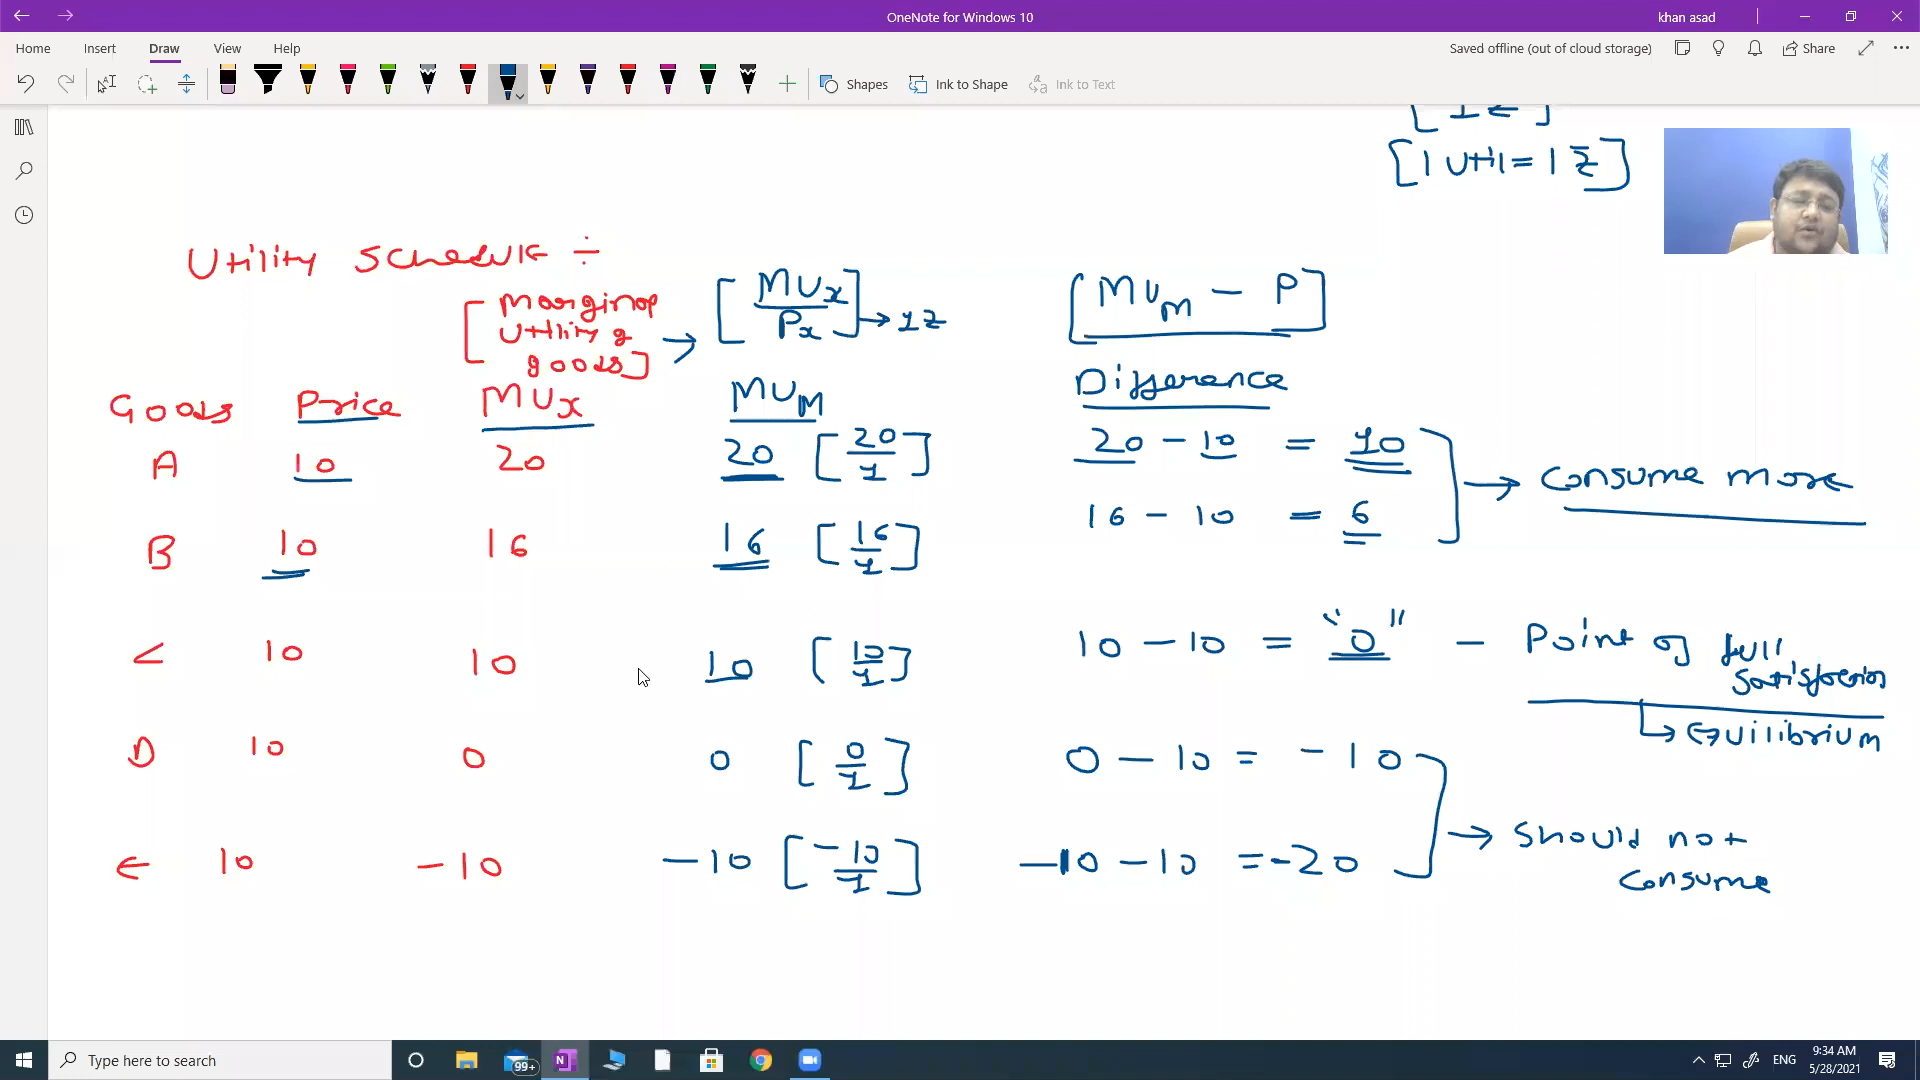 OneNote for Windows 10
khan asad
Home Insert Draw View Help
Saved offline (out of cloud storage)
Share
Shapes
Ink to Shape
Ink to Text
[1 util = 1 ₹]
Utility Schedule ÷
[Marginal
Utility of
goods]
→ [MUx / Px] → 1₹
[MUM - P]
Goods Price MUx MUM Difference
A 10 20 20 [20/1] 20 - 10 = 10
→ Consume more
B 10 16 16 [16/1] 16 - 10 = 6
C 10 10 10 [10/1] 10 - 10 = "0" - Point of full
satisfaction
↳ Equilibrium
D 10 0 0 [0/1] 0 - 10 = -10
→ Should not
consume
E 10 -10 -10 [-10/1] -10 - 10 = -20
Type here to search
99+
ENG
9:34 AM
5/28/2021